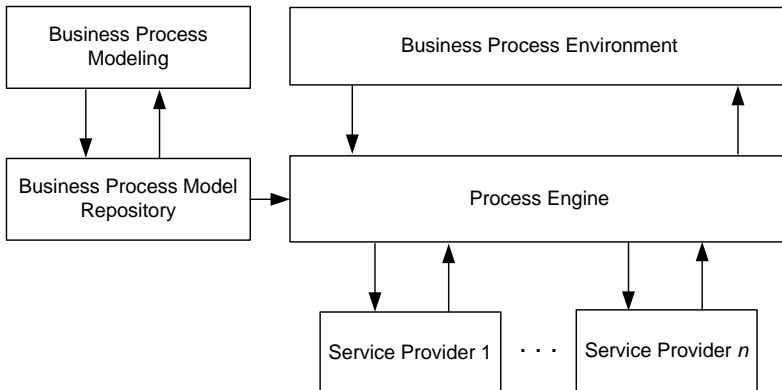 Business Process
Modeling
Business Process Environment
Business Process Model
Repository
Process Engine
Service Provider 1
. . .
Service Provider n